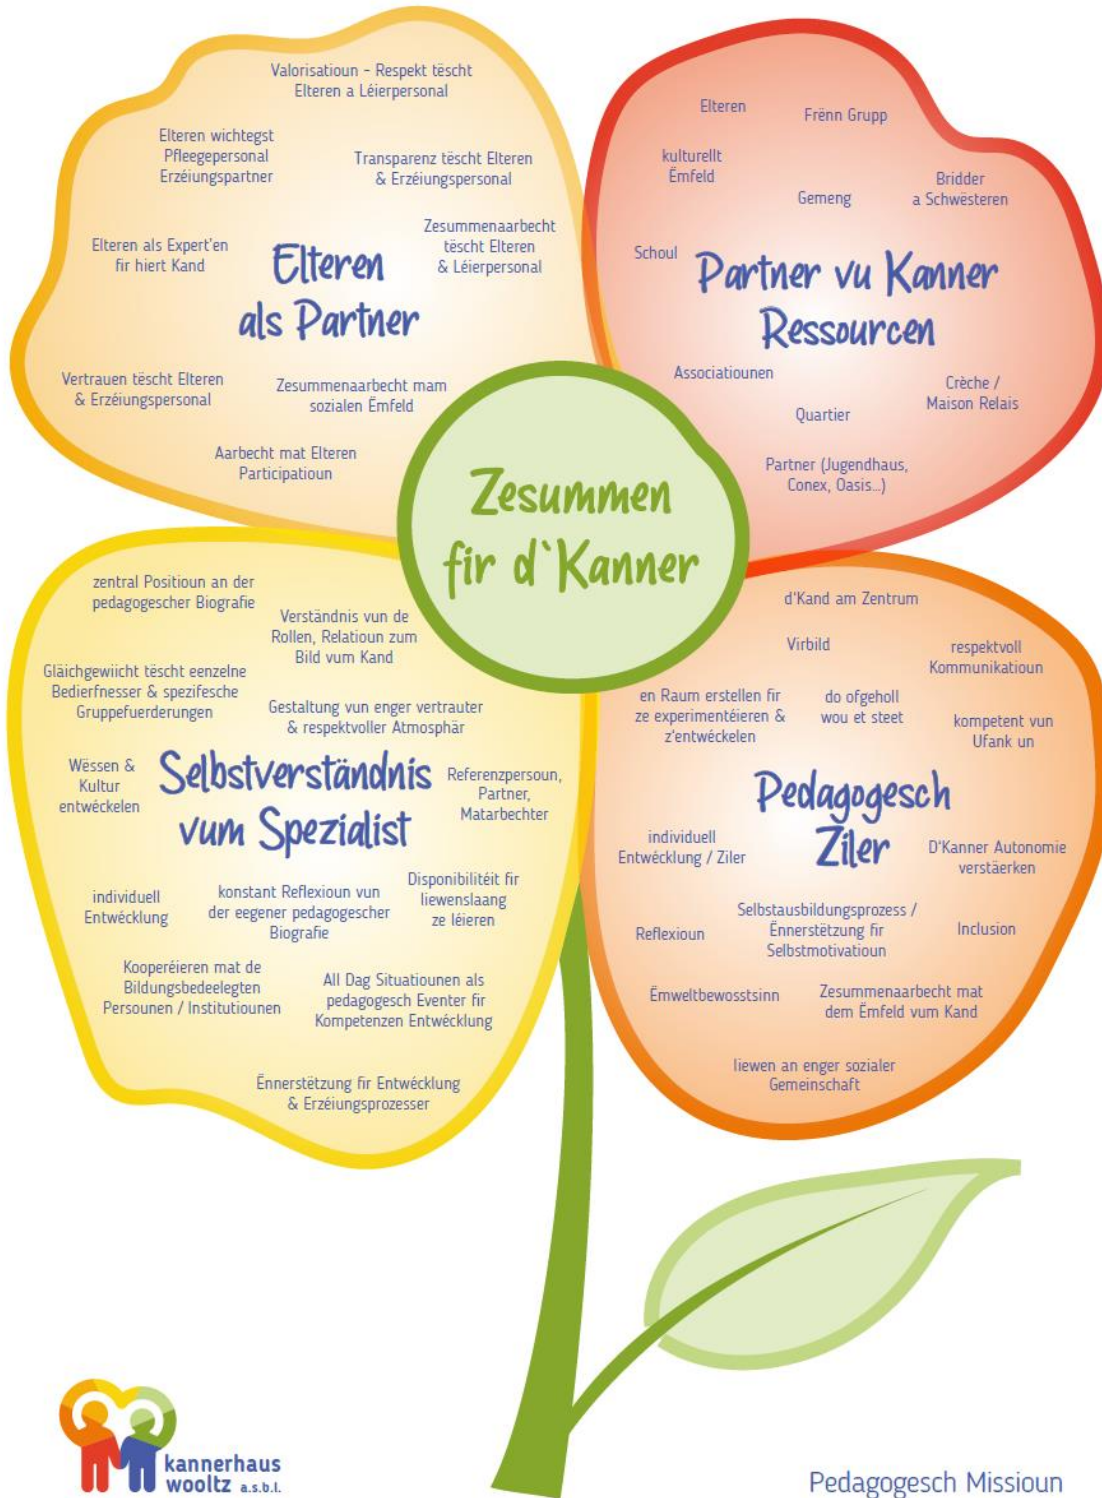 Valorisatioun - Respekt tëscht
Elteren a Léierpersonal
Elteren wichtegst
Pfleegepersonal
Erzéiungspartner
Transparenz tëscht Elteren
& Erzéiungspersonal
Zesummenaarbecht
tëscht Elteren
& Léierpersonal
Elteren als Expert'en
fir hiert Kand
Elteren
als Partner
Vertrauen tëscht Elteren
& Erzéiungspersonal
Zesummenaarbecht mam
sozialen Ëmfeld
Aarbecht mat Elteren
Participatioun
Elteren
Frënn Grupp
kulturellt
Ëmfeld
Gemeng
Bridder
a Schwësteren
Schoul
Partner vu Kanner
Ressourcen
Associatiounen
Crèche /
Maison Relais
Quartier
Partner (Jugendhaus,
Conex, Oasis...)
Zesummen
fir d`Kanner
zentral Positioun an der
pedagogescher Biografie
Verständnis vun de
Rollen, Relatioun zum
Bild vum Kand
Gläichgewiicht tëscht eenzelne
Bedierfnesser & spezifesche
Gruppefuerderungen
Gestaltung vun enger vertrauter
& respektvoller Atmosphär
Wëssen &
Kultur
entwéckelen
Selbstverständnis
vum Spezialist
Referenzpersoun,
Partner,
Matarbechter
individuell
Entwécklung
konstant Reflexioun vun
der eegener pedagogescher
Biografie
Disponibilitéit fir
liewenslaang
ze léieren
Kooperéieren mat de
Bildungsbedeelegten
Persounen / Institutiounen
All Dag Situatiounen als
pedagogesch Eventer fir
Kompetenzen Entwécklung
Ënnerstëtzung fir Entwécklung
& Erzéiungsprozesser
d'Kand am Zentrum
Virbild
respektvoll
Kommunikatioun
en Raum erstellen fir
ze experimentéieren &
z'entwéckelen
do ofgeholl
wou et steet
kompetent vun
Ufank un
Pedagogesch
Ziler
individuell
Entwécklung / Ziler
D'Kanner Autonomie
verstäerken
Selbstausbildungsprozess /
Ënnerstëtzung fir
Selbstmotivatioun
Reflexioun
Inclusion
Ëmweltbewosstsinn
Zesummenaarbecht mat
dem Ëmfeld vum Kand
liewen an enger sozialer
Gemeinschaft
kannerhaus
wooltz a.s.b.l.
Pedagogesch Missioun